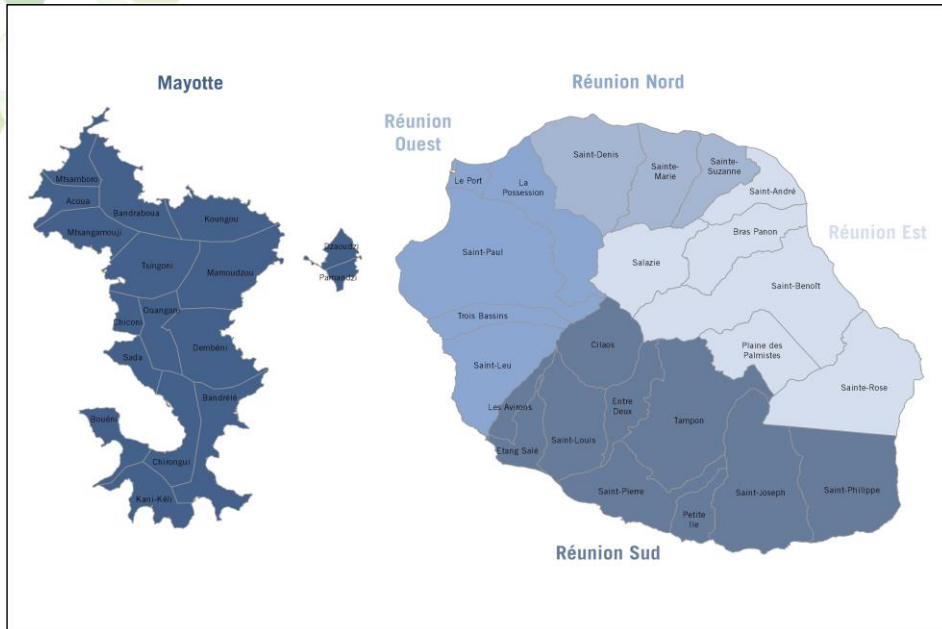 Mayotte
Mtsamboro
Acoua
Bandraboua
Koungou
Mtsangamouji
Tsingoni
Mamoudzou
Ouangani
Chiconi
Sada
Dembéni
Bandrélé
Bouéni
Chirongui
Kani-Kéli
Dzaoudzi
Pamandzi
Réunion Nord
Réunion
Ouest
Saint-Denis
Sainte-
Marie
Sainte-
Suzanne
Le Port
La
Possession
Saint-André
Réunion Est
Bras Panon
Saint-Paul
Salazie
Saint-Benoît
Trois Bassins
Cilaos
Plaine des
Palmistes
Saint-Leu
Sainte-Rose
Les Avirons
Entre
Deux
Tampon
Etang Salé
Saint-Louis
Saint-Pierre
Petite
Ile
Saint-Joseph
Saint-Philippe
Réunion Sud